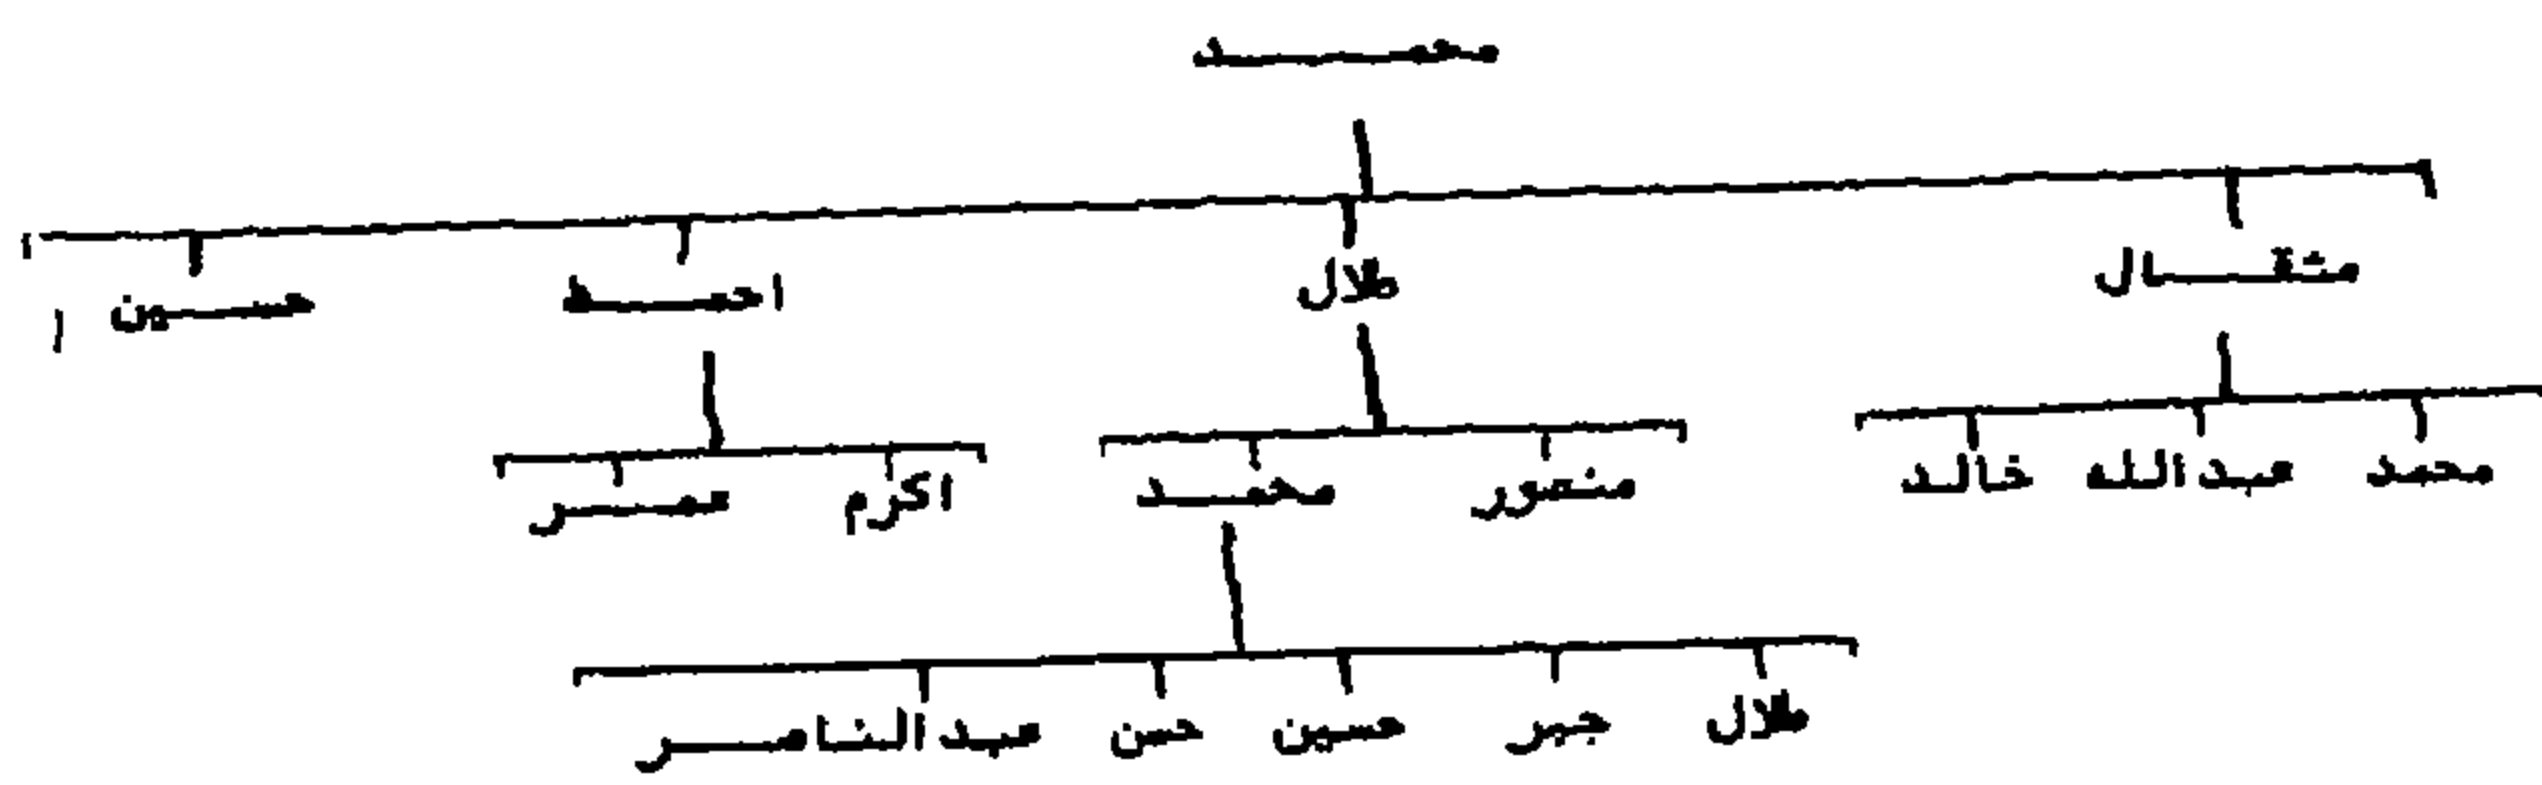 محمد
مثقال طلال احمد حسين
محمد عبدالله خالد منصور محمد اكرم عمر
طلال جبر حسين حسن عبدالناصر